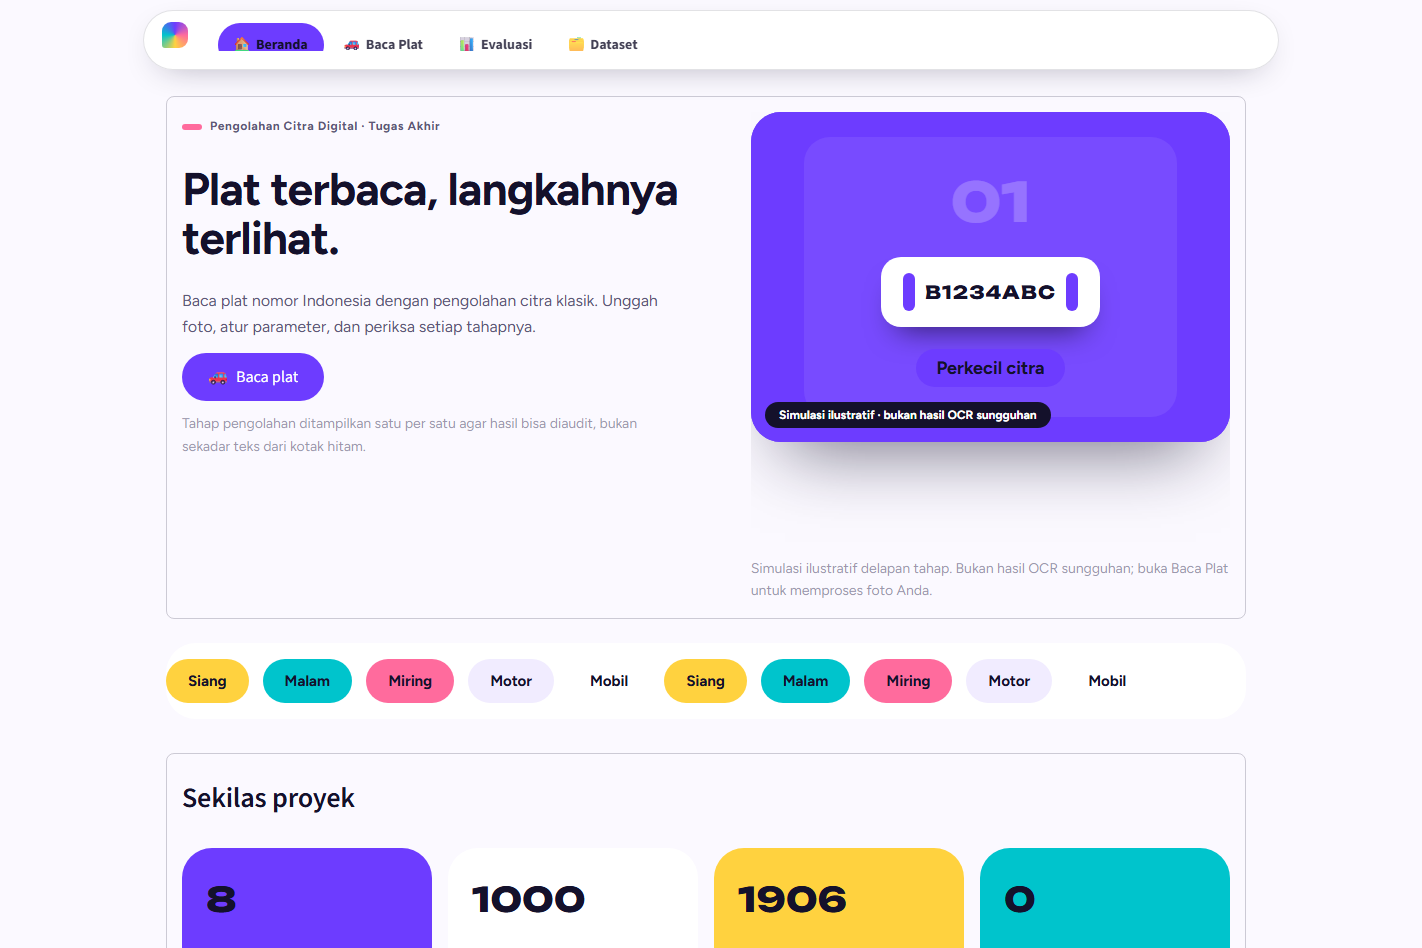 Beranda
Baca Plat
Evaluasi
Dataset
Pengolahan Citra Digital · Tugas Akhir
Plat terbaca, langkahnya
terlihat.
Baca plat nomor Indonesia dengan pengolahan citra klasik. Unggah
foto, atur parameter, dan periksa setiap tahapnya.
Baca plat
Tahap pengolahan ditampilkan satu per satu agar hasil bisa diaudit, bukan
sekadar teks dari kotak hitam.
01
B1234ABC
Perkecil citra
Simulasi ilustratif · bukan hasil OCR sungguhan
Simulasi ilustratif delapan tahap. Bukan hasil OCR sungguhan; buka Baca Plat
untuk memproses foto Anda.
Siang Malam Miring Motor Mobil Siang Malam Miring Motor Mobil
Sekilas proyek
8
1000
1906
0